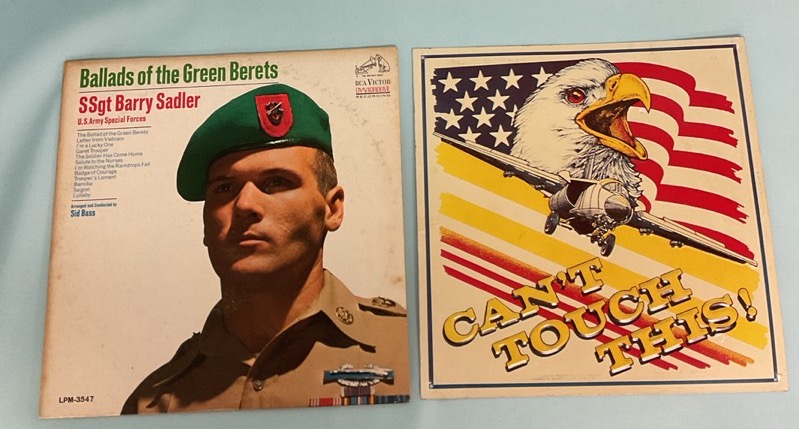 Ballads of the Green Berets
SSgt Barry Sadler
U.S. Army Special Forces
The Ballad of the Green Beretz
Letter from Vietnam
I'm a Lucky One
Garet Trooper
The Soldier Has Come Home
Salute to the Nurses
I'm Watching the Raindrops Fall
Badge of Courage
Trooper's Lament
Bamiba
Saigon
Lullaby
Arranged and Conducted by
Sid Bass
RCA VICTOR
DYNAGROOVE
RECORDING
LPM-3547
CAN'T
TOUCH
THIS!